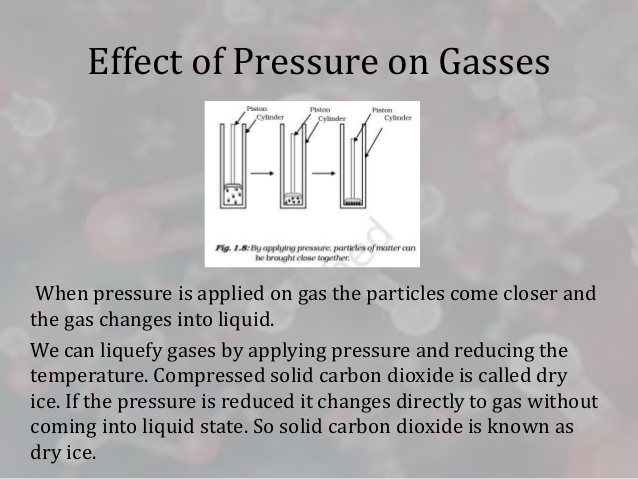 Effect of Pressure on Gasses
Piston
Cylinder
Piston
Cylinder
Piston
Cylinder
Fig. 1.8: By applying pressure, particles of matter can
be brought close together.
When pressure is applied on gas the particles come closer and
the gas changes into liquid.
We can liquefy gases by applying pressure and reducing the
temperature. Compressed solid carbon dioxide is called dry
ice. If the pressure is reduced it changes directly to gas without
coming into liquid state. So solid carbon dioxide is known as
dry ice.